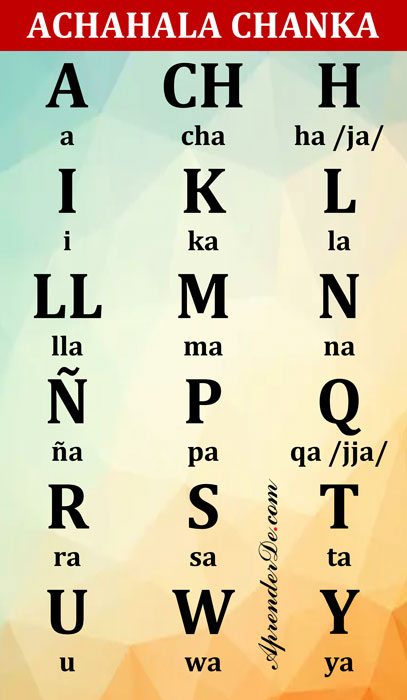 ACHAHALA CHANKA
A CH H
a cha ha /ja/
I K L
i ka la
LL M N
lla ma na
Ñ P Q
ña pa qa /jja/
R S T
ra sa ta
U W Y
u wa ya
AprenderDe.com